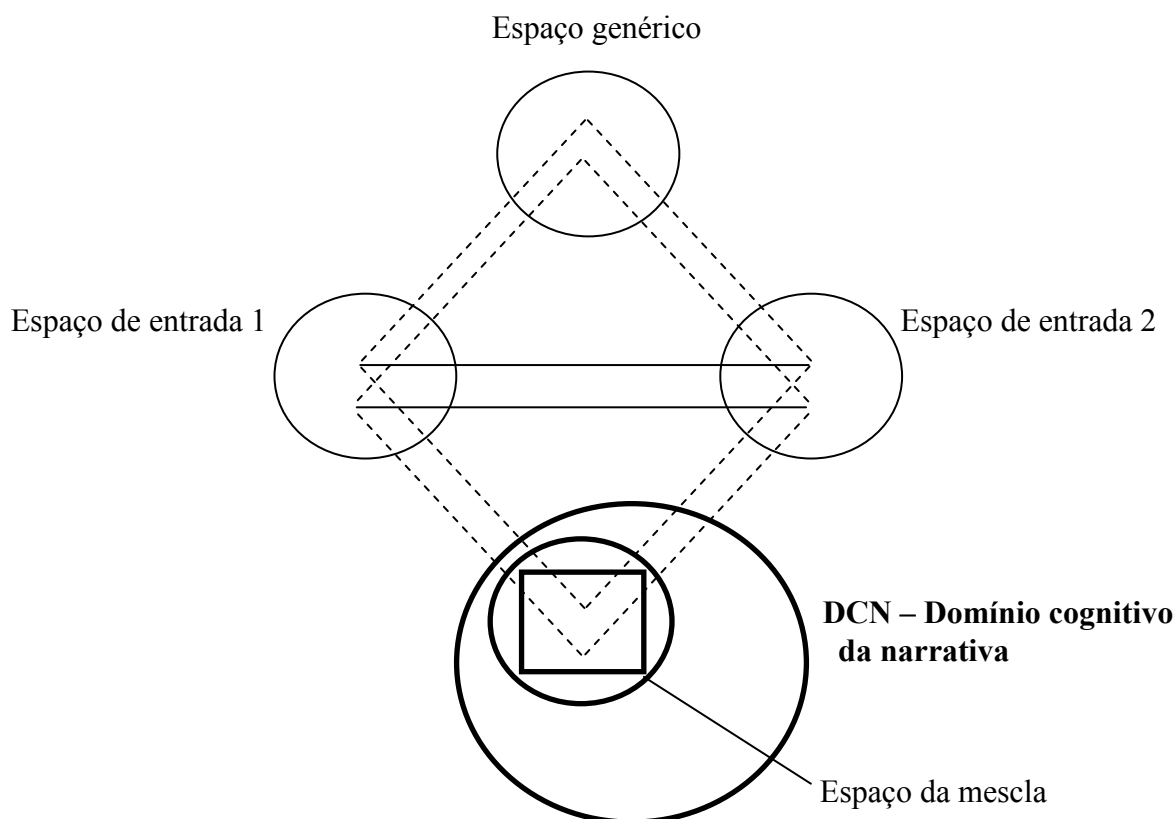 Espaço genérico
Espaço de entrada 1
Espaço de entrada 2
DCN – Domínio cognitivo
da narrativa
Espaço da mescla